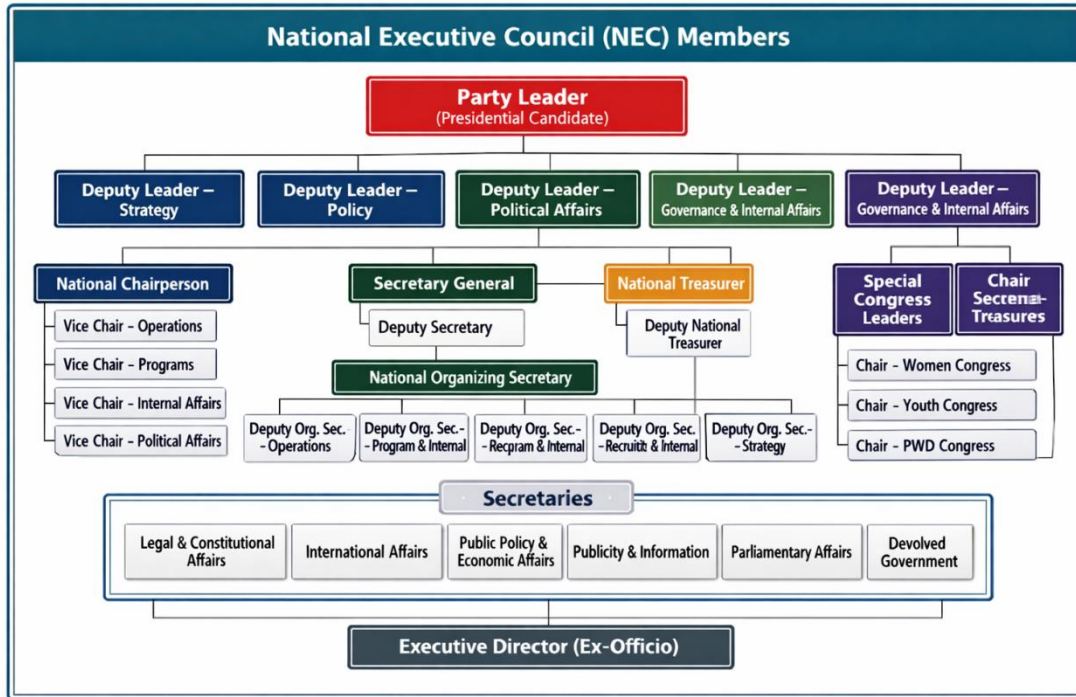 National Executive Council (NEC) Members
Party Leader
(Presidential Candidate)
Deputy Leader –
Strategy
Deputy Leader –
Policy
Deputy Leader –
Political Affairs
Deputy Leader –
Governance & Internal Affairs
Deputy Leader –
Governance & Internal Affairs
National Chairperson
Vice Chair – Operations
Vice Chair – Programs
Vice Chair – Internal Affairs
Vice Chair – Political Affairs
Secretary General
Deputy Secretary
National Treasurer
Deputy National
Treasurer
National Organizing Secretary
Deputy Org. Sec.-
- Operations
Deputy Org. Sec.-
- Program & Internal
Deputy Org. Sec.-
- Recpram & Internal
Deputy Org. Sec.-
& Internal
Deputy Org. Sec.-
-Strategy
Special
Congress
Leaders
Chair
Chair – Women Congress
Chair – Youth Congress
Chair – PWD Congress
Secretaries
Legal & Constitutional
Affairs
International Affairs
Public Policy &
Economic Affairs
Publicity & Information
Parliamentary Affairs
Devolved
Government
Executive Director (Ex-Officio)